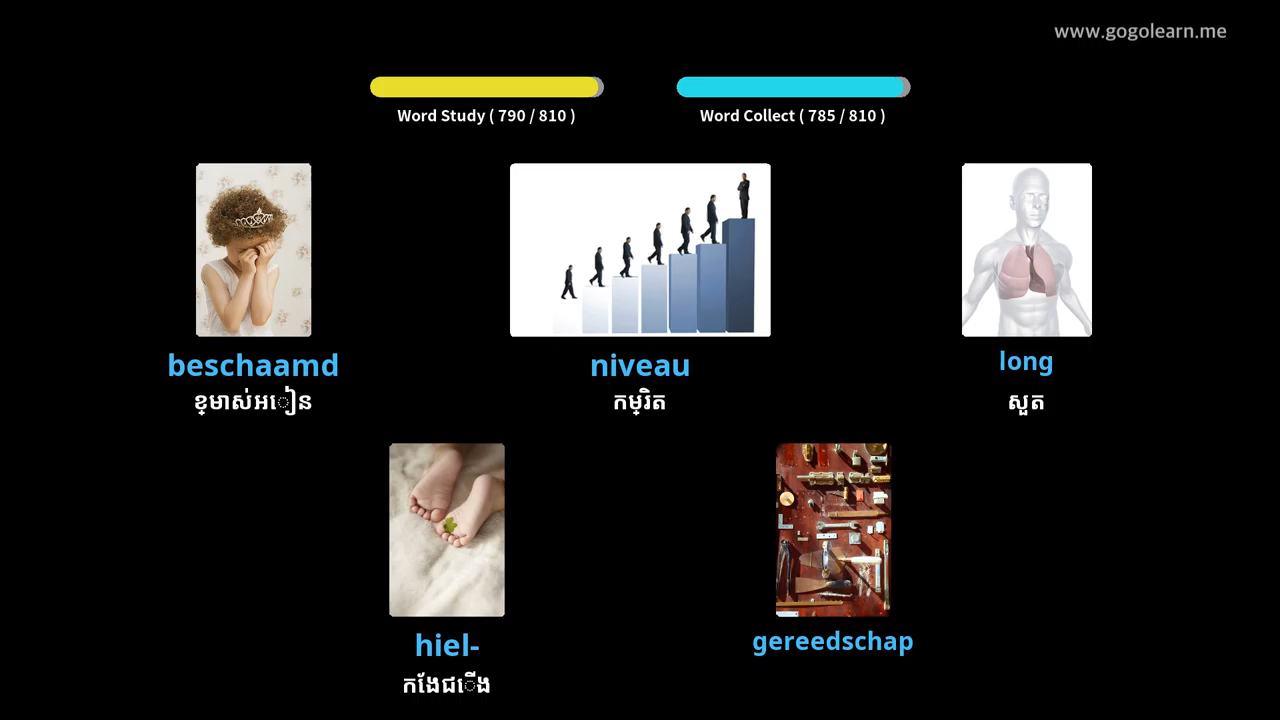 www.gogolearn.me
Word Study ( 790 / 810 )
Word Collect ( 785 / 810 )
beschaamd
ខ្មាស់អៀន
niveau
កម្រិត
long
សួត
hiel-
កែងជើង
gereedschap